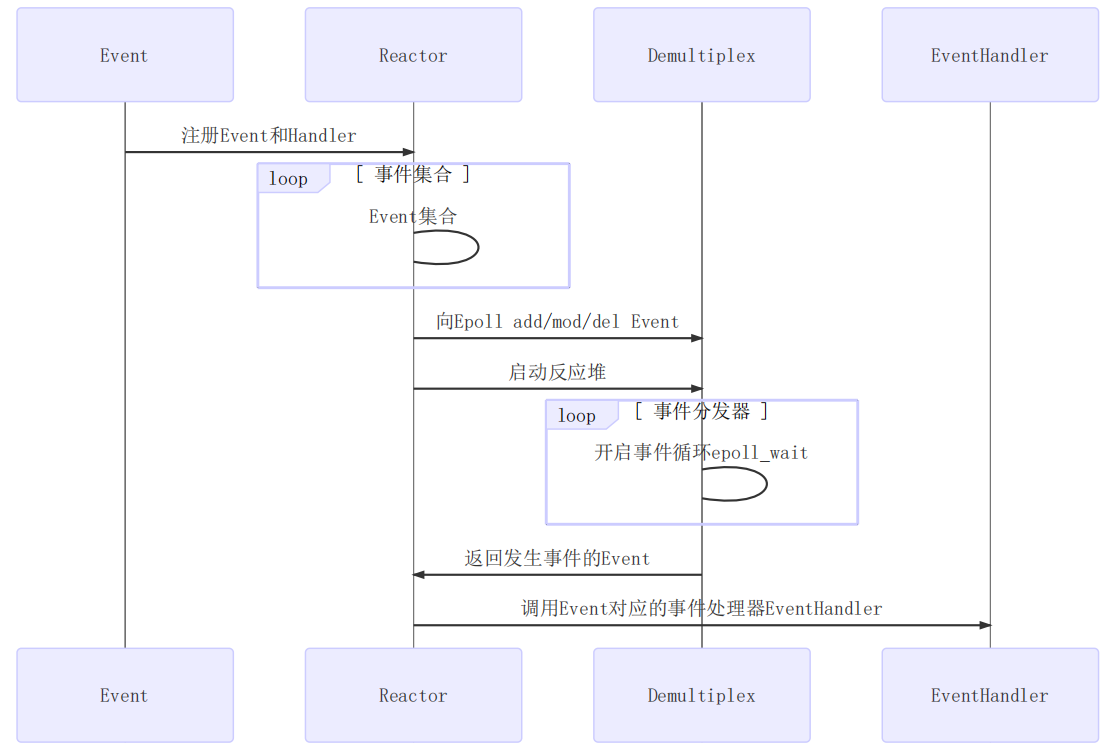 Event
Reactor
Demultiplex
EventHandler
注册Event和Handler
loop
[ 事件集合 ]
Event集合
向Epoll add/mod/del Event
启动反应堆
loop
[ 事件分发器 ]
开启事件循环epoll_wait
返回发生事件的Event
调用Event对应的事件处理器EventHandler
Event
Reactor
Demultiplex
EventHandler